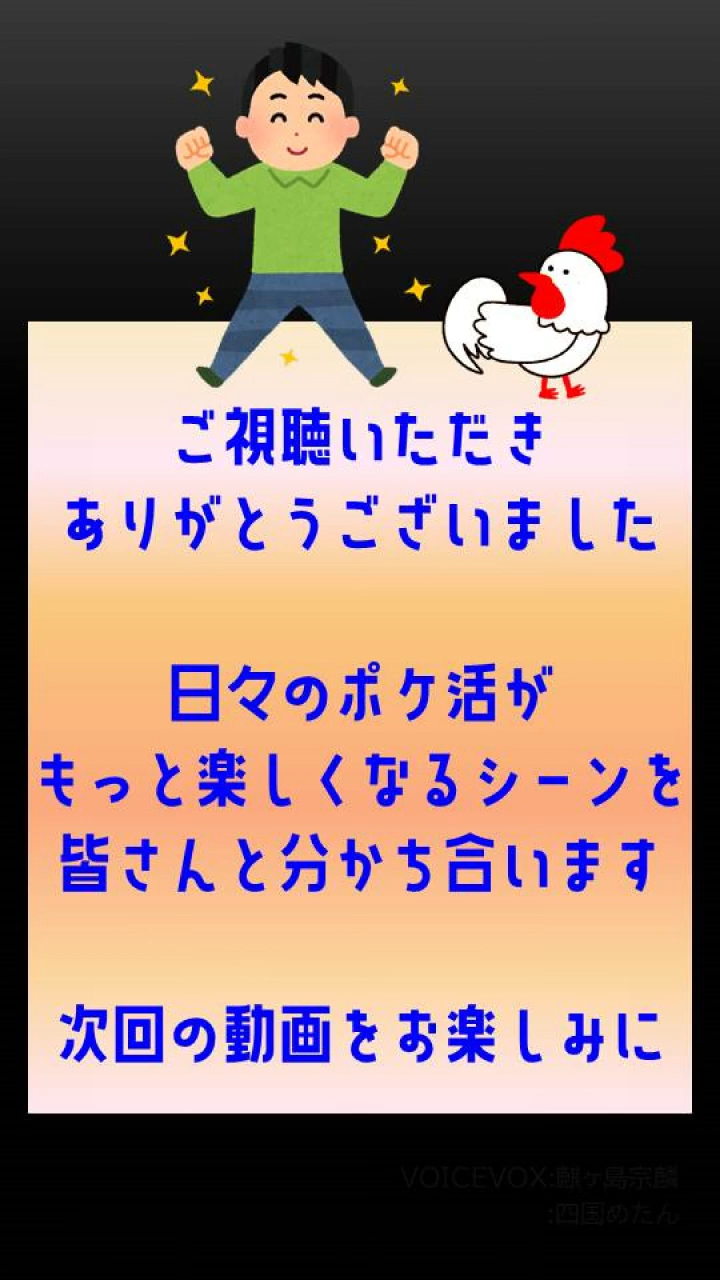 ご視聴いただき
ありがとうございました
日々のポケ活が
もっと楽しくなるシーンを
皆さんと分かち合います
次回の動画をお楽しみに
VOICEVOX:麒ヶ島宗麟
:四国めたん